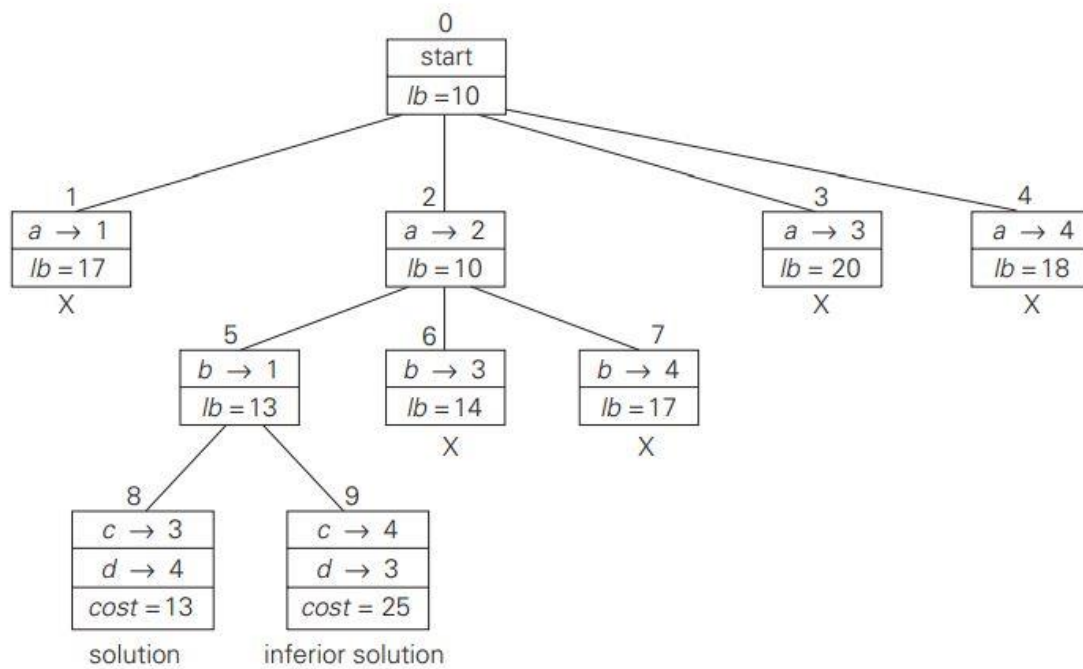 0
start
lb = 10
1
2
3
4
a → 1
a → 2
a → 3
a → 4
lb = 17
lb = 10
lb = 20
lb = 18
X
X
X
5
6
7
b → 1
b → 3
b → 4
lb = 13
lb = 14
lb = 17
X
X
8
9
c → 3
c → 4
d → 4
d → 3
cost = 13
cost = 25
solution
inferior solution